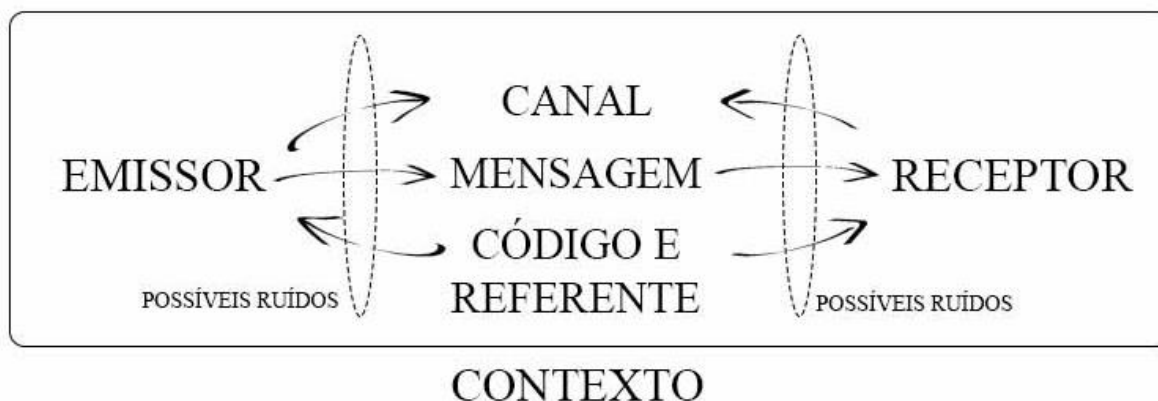 CANAL
EMISSOR
MENSAGEM
RECEPTOR
CÓDIGO E
REFERENTE
POSSÍVEIS RUÍDOS
POSSÍVEIS RUÍDOS
CONTEXTO